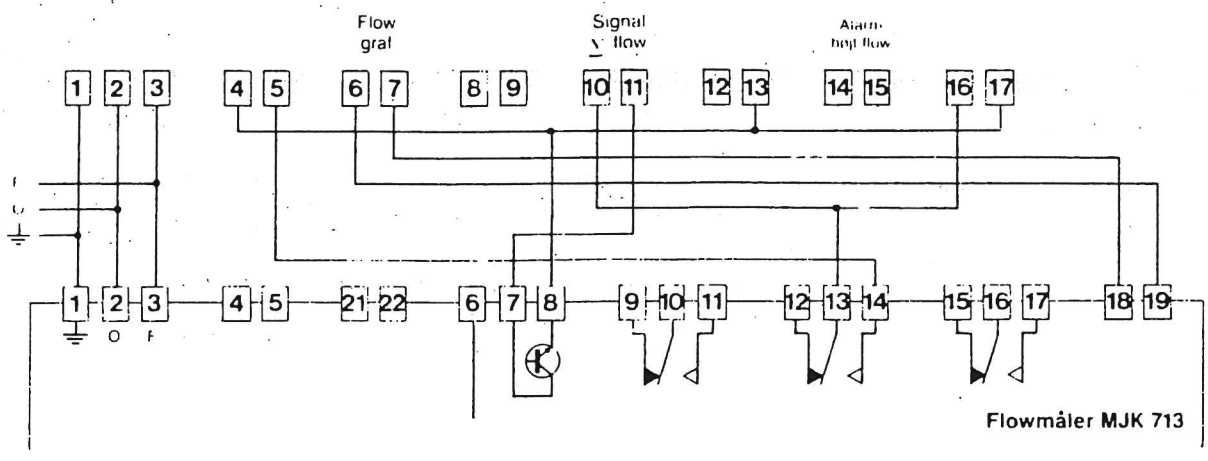 Flow
graf
Signal
Σ flow
Alarm
højt flow
1 2 3 4 5 6 7 8 9 10 11 12 13 14 15 16 17
F
O
1 2 3 4 5 21 22 6 7 8 9 10 11 12 13 14 15 16 17 18 19
O F
Flowmåler MJK 713